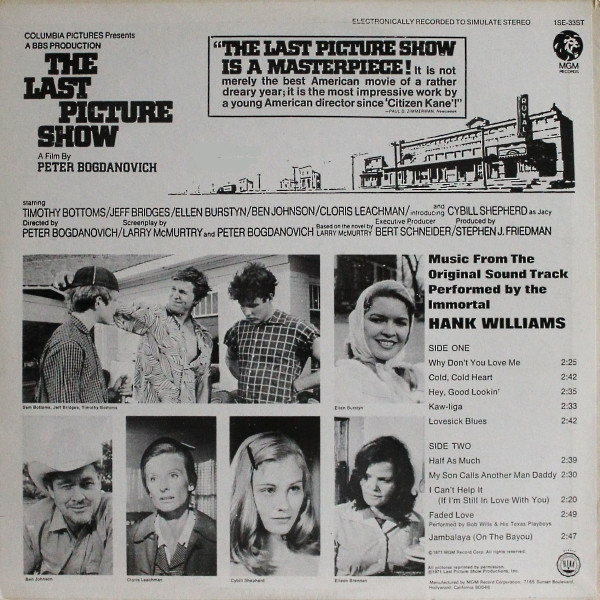 ELECTRONICALLY RECORDED TO SIMULATE STEREO
1SE-33ST
COLUMBIA PICTURES Presents
A BBS PRODUCTION
THE
LAST
PICTURE
SHOW
A Film By
PETER BOGDANOVICH
"THE LAST PICTURE SHOW
IS A MASTERPIECE! It is not
merely the best American movie of a rather
dreary year; it is the most impressive work by
a young American director since 'Citizen Kane'!"
—PAUL D. ZIMMERMAN, Newsweek
MGM
RECORDS
ROYAL
starring
TIMOTHY BOTTOMS/JEFF BRIDGES/ELLEN BURSTYN/BEN JOHNSON/CLORIS LEACHMAN/and introducing CYBILL SHEPHERD as Jacy
Directed by Screenplay by Executive Producer Produced by
PETER BOGDANOVICH/LARRY McMURTRY and PETER BOGDANOVICH Based on the novel by LARRY McMURTRY BERT SCHNEIDER/STEPHEN J. FRIEDMAN
Music From The
Original Sound Track
Performed by the
Immortal
HANK WILLIAMS
SIDE ONE
Why Don't You Love Me 2:25
Cold, Cold Heart 2:42
Hey, Good Lookin' 2:35
Kaw-liga 2:33
Lovesick Blues 2:42
Sam Bottoms, Jeff Bridges, Timothy Bottoms
Ellen Burstyn
SIDE TWO
Half As Much 2:39
My Son Calls Another Man Daddy 2:30
I Can't Help It
(If I'm Still In Love With You) 2:20
Faded Love 2:49
Performed by Bob Wills & His Texas Playboys
Jambalaya (On The Bayou) 2:47
© 1971 MGM Record Corp. All rights reserved.
All pictures reprinted by permission.
©1971 Last Picture Show Productions, Inc.
Manufactured by MGM Record Corporation, 7165 Sunset Boulevard,
Hollywood, California 90046
Ben Johnson
Cloris Leachman
Cybill Shepherd
Eileen Brennan